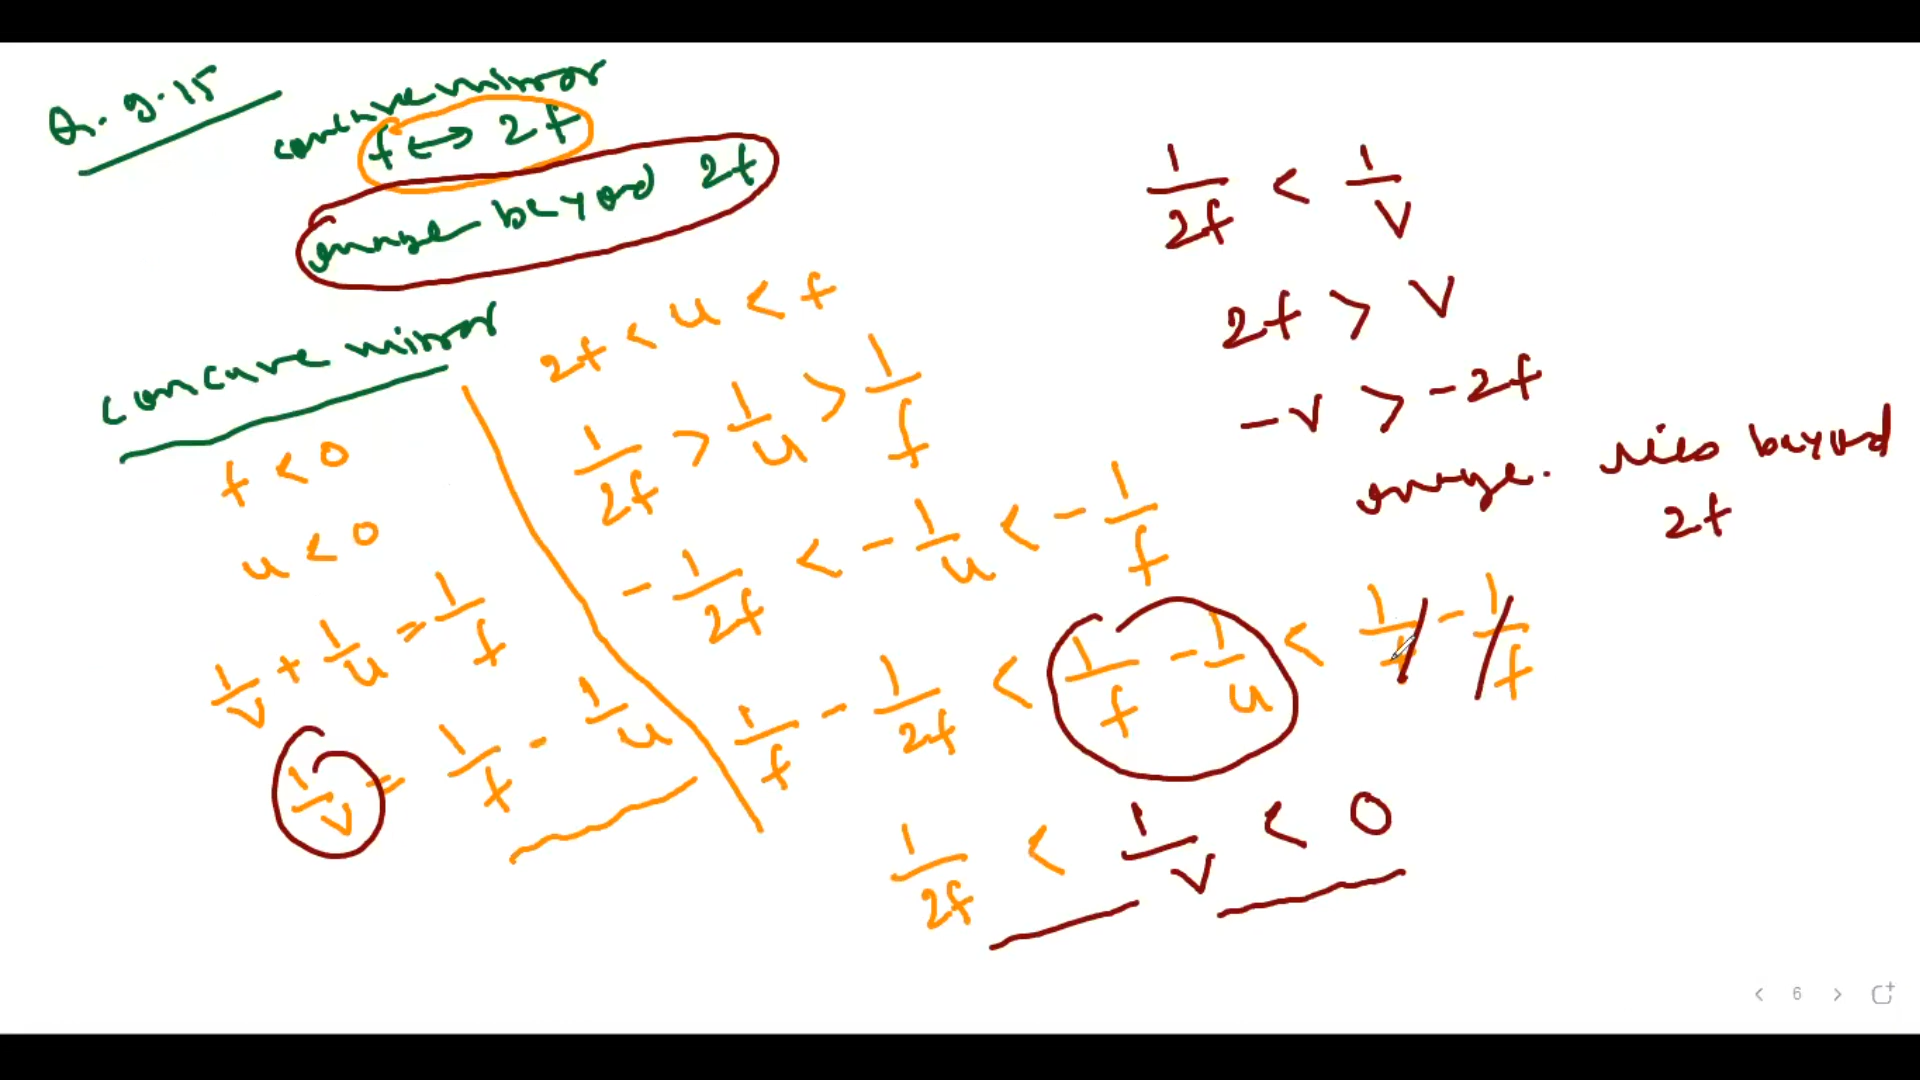 Q. 9.15
concave mirror
f ↔ 2f
image beyond 2f
concave mirror
f < 0
u < 0
1/v + 1/u = 1/f
1/v = 1/f - 1/u
2f < u < f
1/2f > 1/u > 1/f
- 1/2f < - 1/u < - 1/f
1/f - 1/2f < 1/f - 1/u < 1/f - 1/f
1/2f < 1/v < 0
1/2f < 1/v
2f > v
-v > -2f
image. lies beyond
2f
6